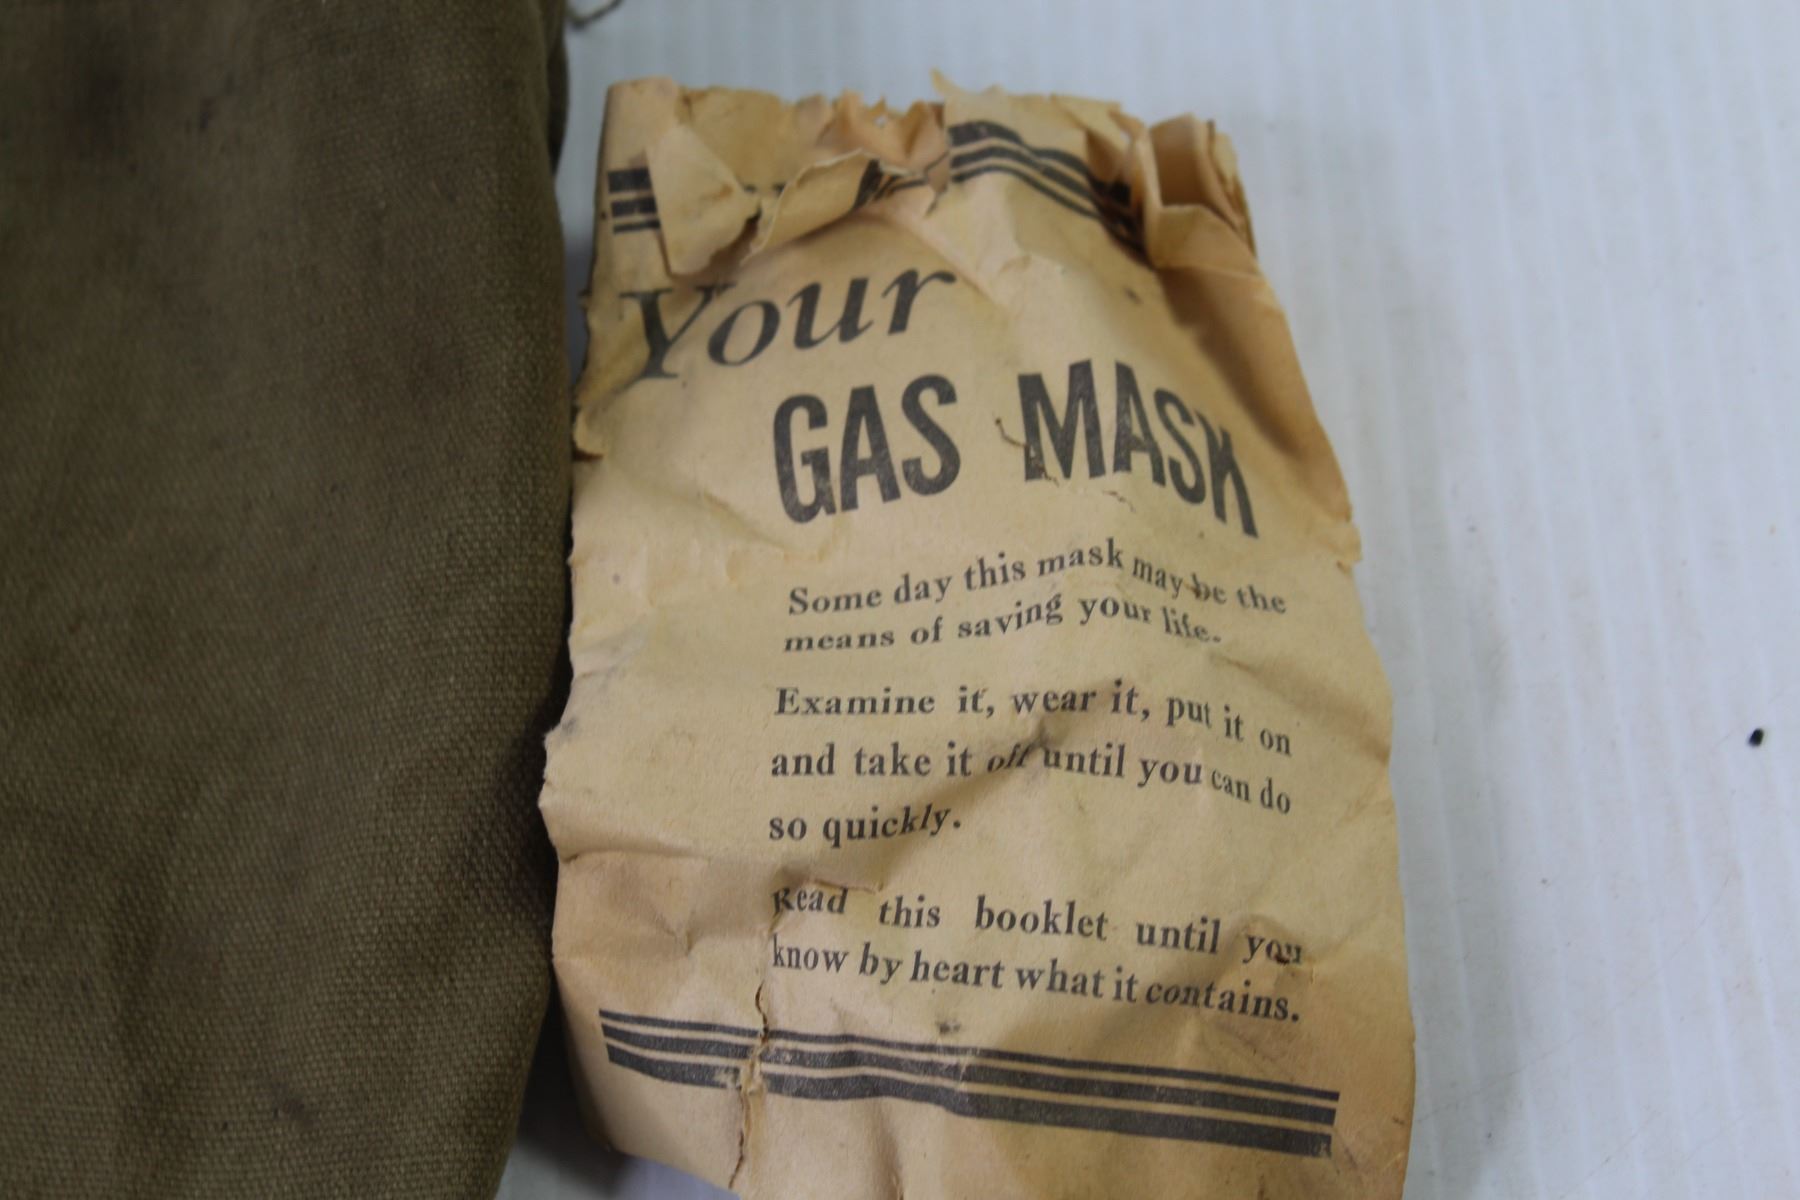 Your
GAS MASK
Some day this mask may be the
means of saving your life.
Examine it, wear it, put it on
and take it off until you can do
so quickly.
Read this booklet until you
know by heart what it contains.